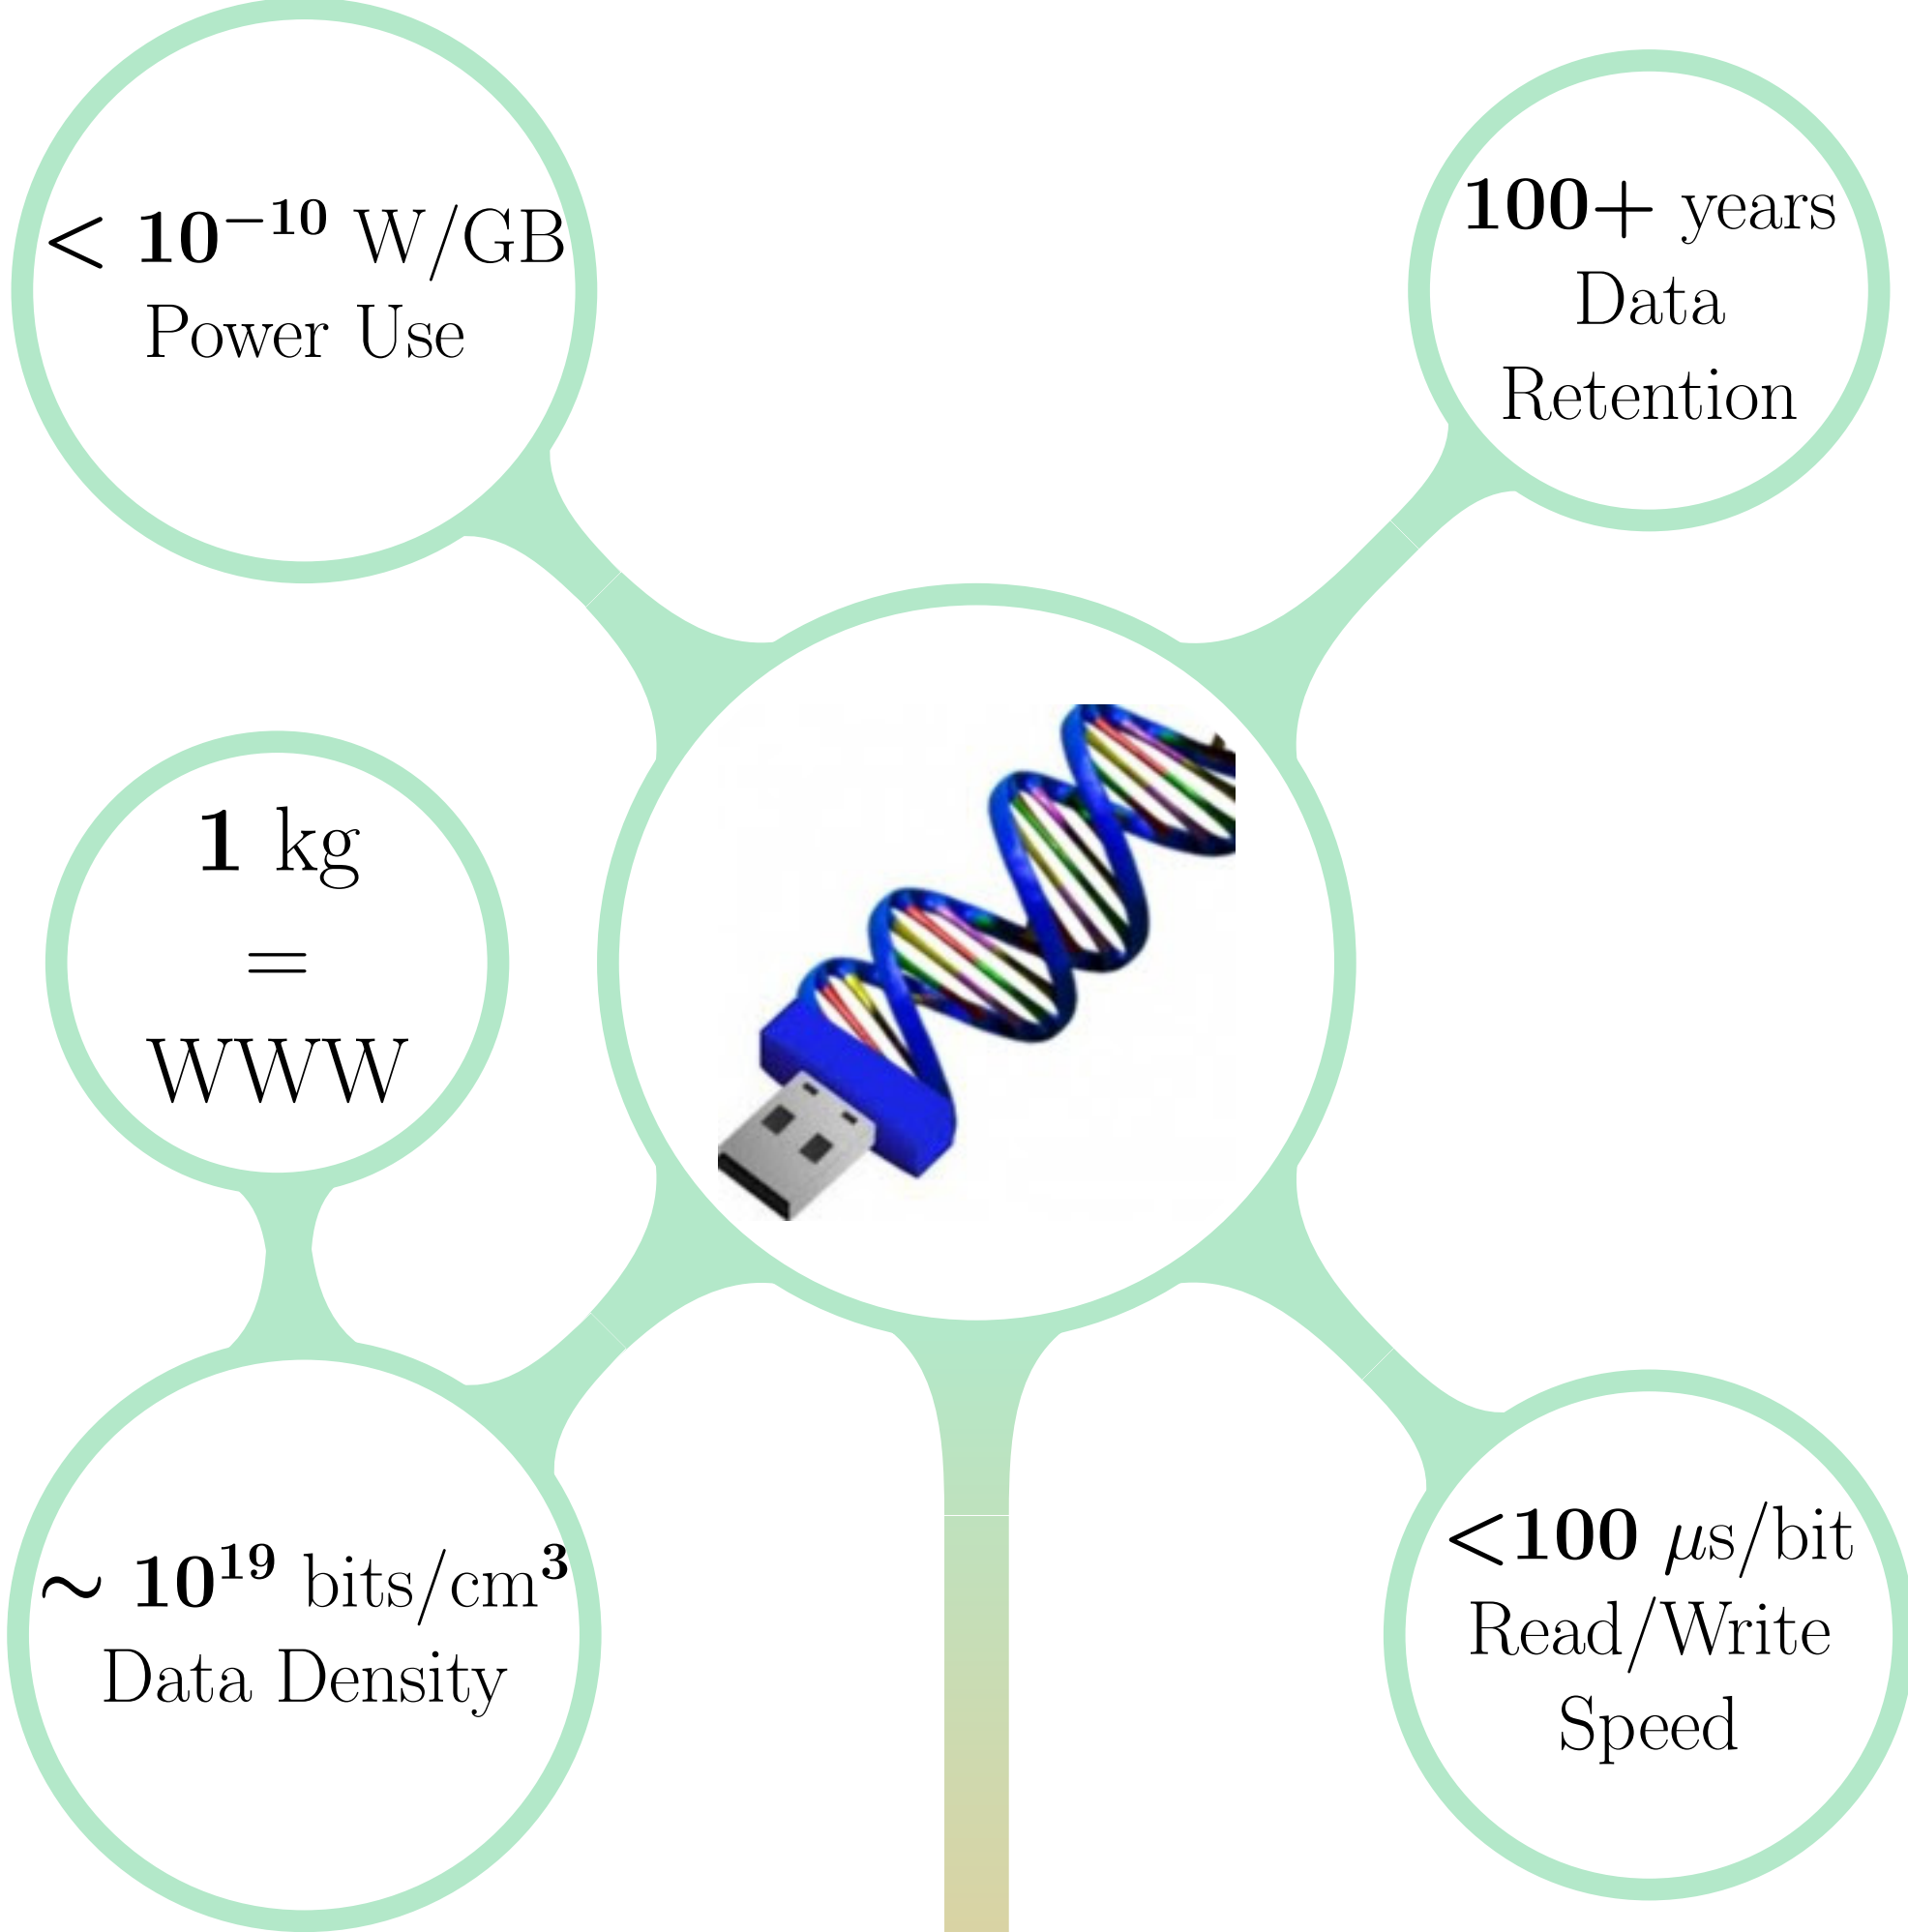 < 10⁻¹⁰ W/GB
Power Use
100+ years
Data
Retention
1 kg
=
WWW
∼ 10¹⁹ bits/cm³
Data Density
<100 μs/bit
Read/Write
Speed